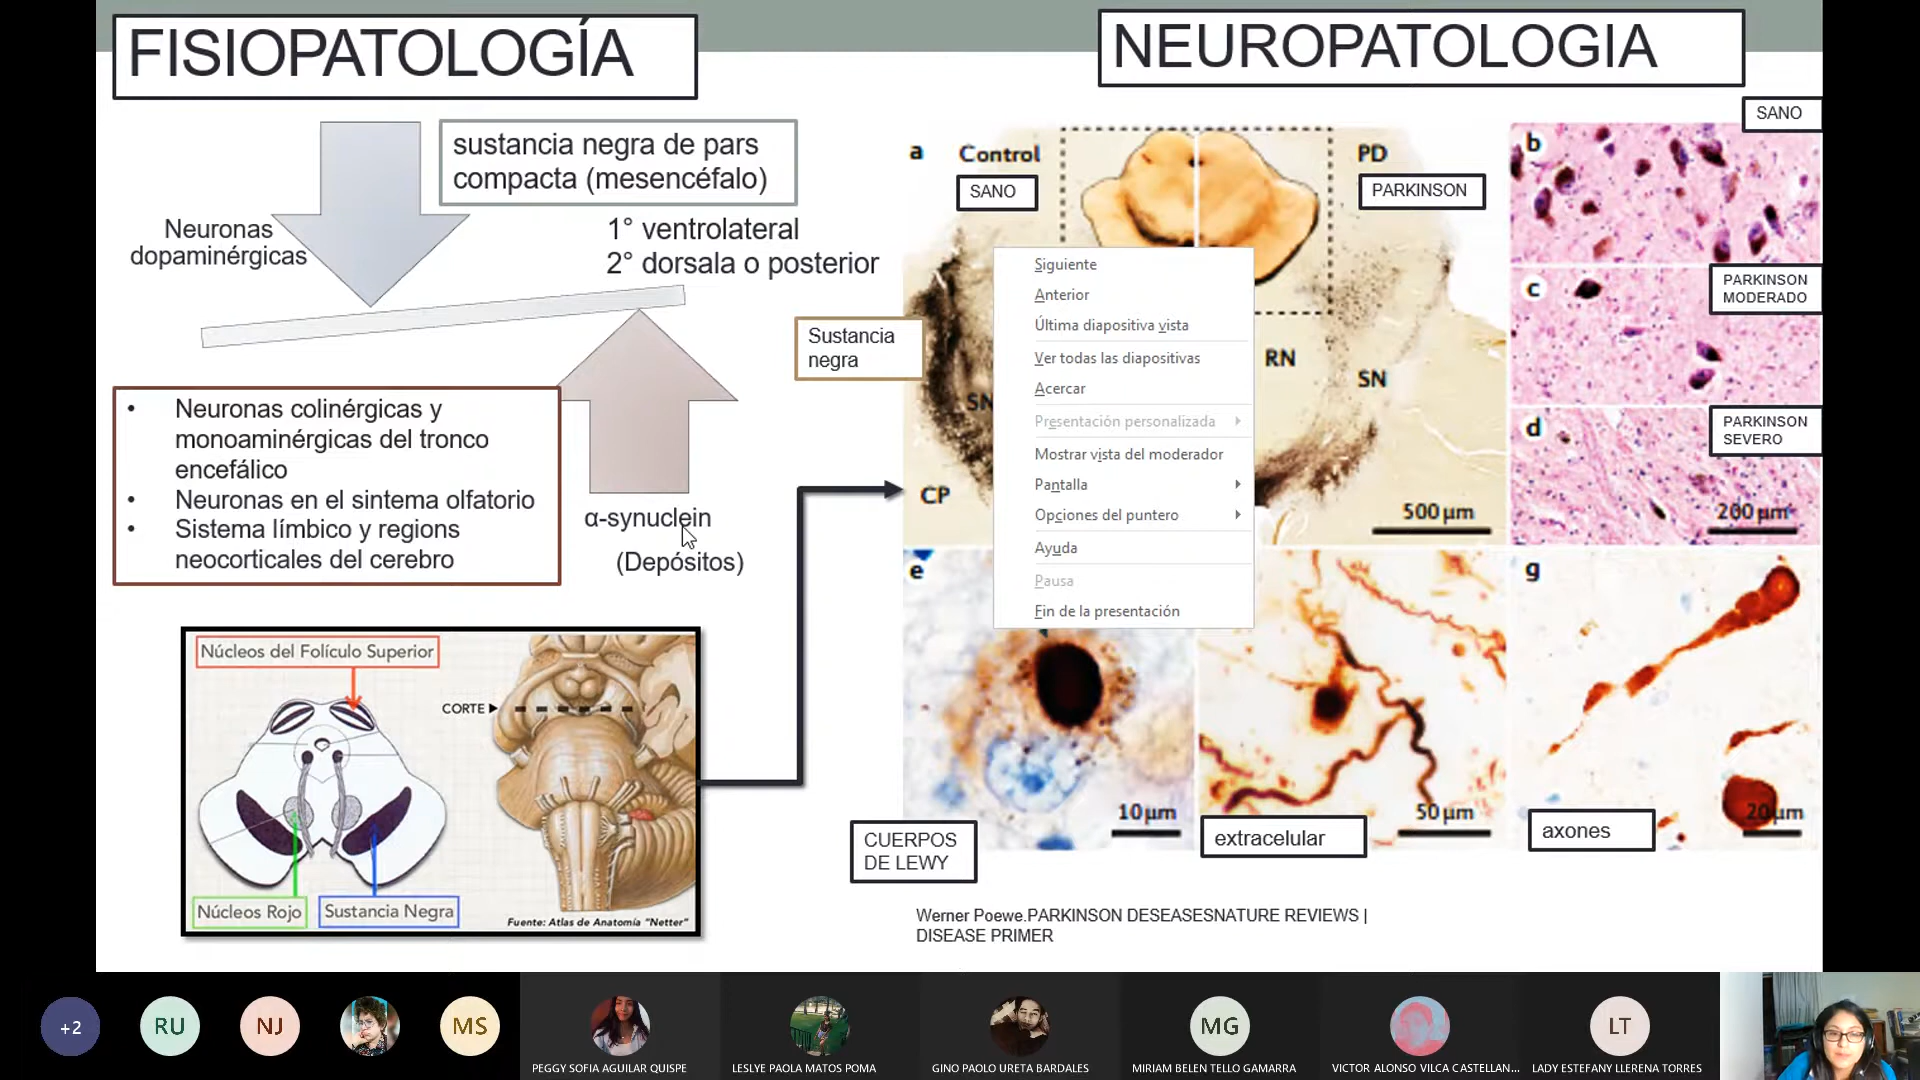 FISIOPATOLOGÍA
NEUROPATOLOGIA
sustancia negra de pars
compacta (mesencéfalo)
Neuronas
dopaminérgicas
1° ventrolateral
2° dorsala o posterior
Sustancia
negra
• Neuronas colinérgicas y
monoaminérgicas del tronco
encefálico
• Neuronas en el sintema olfatorio
• Sistema límbico y regions
neocorticales del cerebro
α-synuclein
(Depósitos)
Núcleos del Folículo Superior
CORTE
Núcleos Rojo
Sustancia Negra
Fuente: Atlas de Anatomía "Netter"
a
Control
SANO
PD
PARKINSON
SN
CP
RN
SN
500 µm
Siguiente
Anterior
Última diapositiva vista
Ver todas las diapositivas
Acercar
Presentación personalizada
Mostrar vista del moderador
Pantalla
Opciones del puntero
Ayuda
Pausa
Fin de la presentación
SANO
b
c
PARKINSON
MODERADO
d
PARKINSON
SEVERO
200 µm
e
10 µm
CUERPOS
DE LEWY
50 µm
extracelular
g
20 µm
axones
Werner Poewe.PARKINSON DESEASESNATURE REVIEWS |
DISEASE PRIMER
+2
RU
NJ
MS
PEGGY SOFIA AGUILAR QUISPE
LESLYE PAOLA MATOS POMA
GINO PAOLO URETA BARDALES
MG
MIRIAM BELEN TELLO GAMARRA
VICTOR ALONSO VILCA CASTELLAN...
LT
LADY ESTEFANY LLERENA TORRES